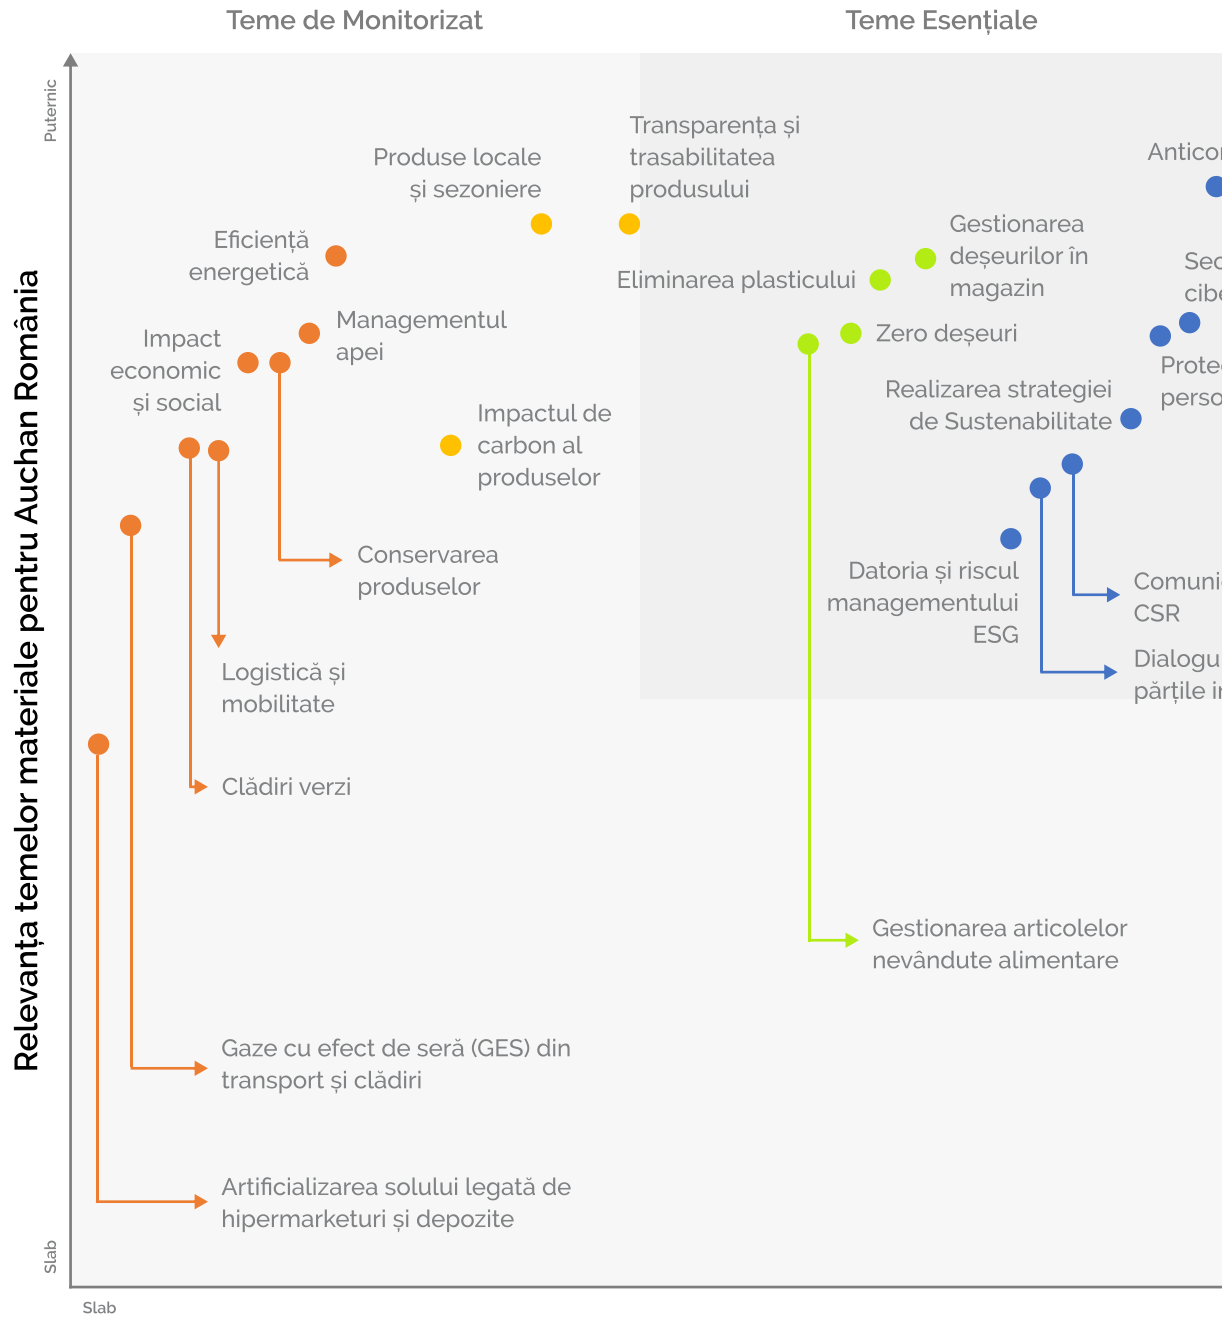 Teme de Monitorizat
Teme Esențiale
Puternic
Relevanța temelor materiale pentru Auchan România
Slab
Slab
Produse locale
și sezoniere
Transparența și
trasabilitatea
produsului
Eficiență
energetică
Managementul
apei
Impact
economic
și social
Impactul de
carbon al
produselor
Conservarea
produselor
Logistică și
mobilitate
Clădiri verzi
Gaze cu efect de seră (GES) din
transport și clădiri
Artificializarea solului legată de
hipermarketuri și depozite
Gestionarea
deșeurilor în
magazin
Eliminarea plasticului
Zero deșeuri
Realizarea strategiei
de Sustenabilitate
Datoria și riscul
managementului
ESG
CSR
părțile
Gestionarea articolelor
nevândute alimentare